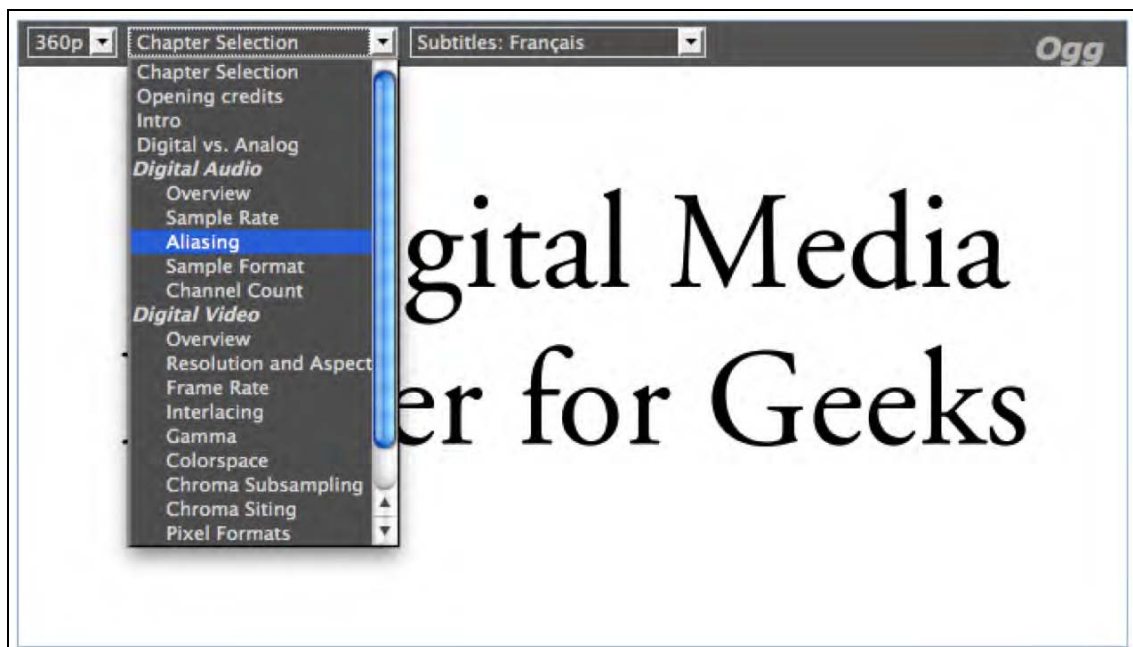 360p Chapter Selection Subtitles: Français Ogg
Chapter Selection
Opening credits
Intro
Digital vs. Analog
Digital Audio
Overview
Sample Rate
Aliasing
Sample Format
Channel Count
Digital Video
Overview
Resolution and Aspect
Frame Rate
Interlacing
Gamma
Colorspace
Chroma Subsampling
Chroma Siting
Pixel Formats
gital Media
er for Geeks